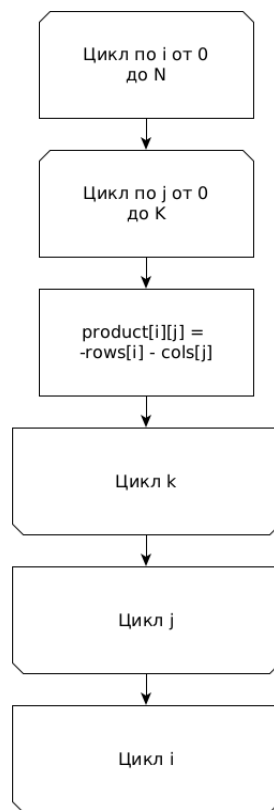 Цикл по i от 0
до N
Цикл по j от 0
до K
product[i][j] =
-rows[i] - cols[j]
Цикл k
Цикл j
Цикл i